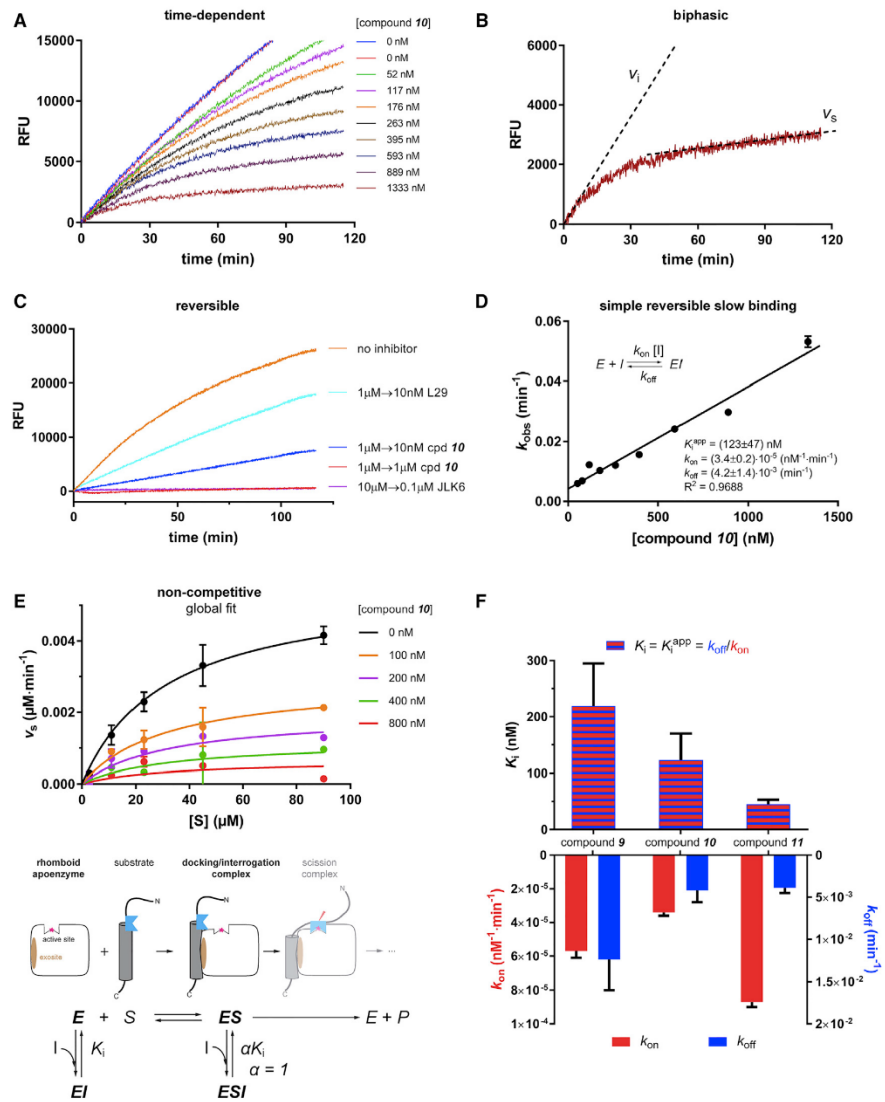 A
time-dependent
[compound 10]
15000
10000
5000
0
RFU
0 30 60 90 120
time (min)
0 nM
0 nM
52 nM
117 nM
176 nM
263 nM
395 nM
593 nM
889 nM
1333 nM
B
biphasic
6000
4000
2000
0
RFU
vi
vs
0 30 60 90 120
time (min)
C
reversible
30000
20000
10000
0
RFU
0 50 100
time (min)
no inhibitor
1μM→10nM L29
1μM→10nM cpd 10
1μM→1μM cpd 10
10μM→0.1μM JLK6
D
simple reversible slow binding
0.06
0.04
0.02
0.00
kobs (min⁻¹)
kon [I]
E + I EI
koff
Kiapp = (123±47) nM
kon = (3.4±0.2)·10⁻⁵ (nM⁻¹·min⁻¹)
koff = (4.2±1.4)·10⁻³ (min⁻¹)
R² = 0.9688
0 500 1000 1500
[compound 10] (nM)
E
non-competitive
global fit
[compound 10]
0.004
0.002
0.000
vs (μM·min⁻¹)
0 20 40 60 80 100
[S] (μM)
0 nM
100 nM
200 nM
400 nM
800 nM
rhomboid
apoenzyme
substrate
docking/interrogation
complex
scission
complex
N
N
N
active site
exosite
+
...
C
C
C
E + S ES E + P
I Ki I αKi
α = 1
EI ESI
F
Ki = Kiapp = koff/kon
300
200
100
50
0
Ki (nM)
compound 9 compound 10 compound 11
0
2×10⁻⁵
4×10⁻⁵
6×10⁻⁵
8×10⁻⁵
1×10⁻⁴
kon (nM⁻¹·min⁻¹)
0
5×10⁻³
1×10⁻²
1.5×10⁻²
2×10⁻²
koff (min⁻¹)
kon koff